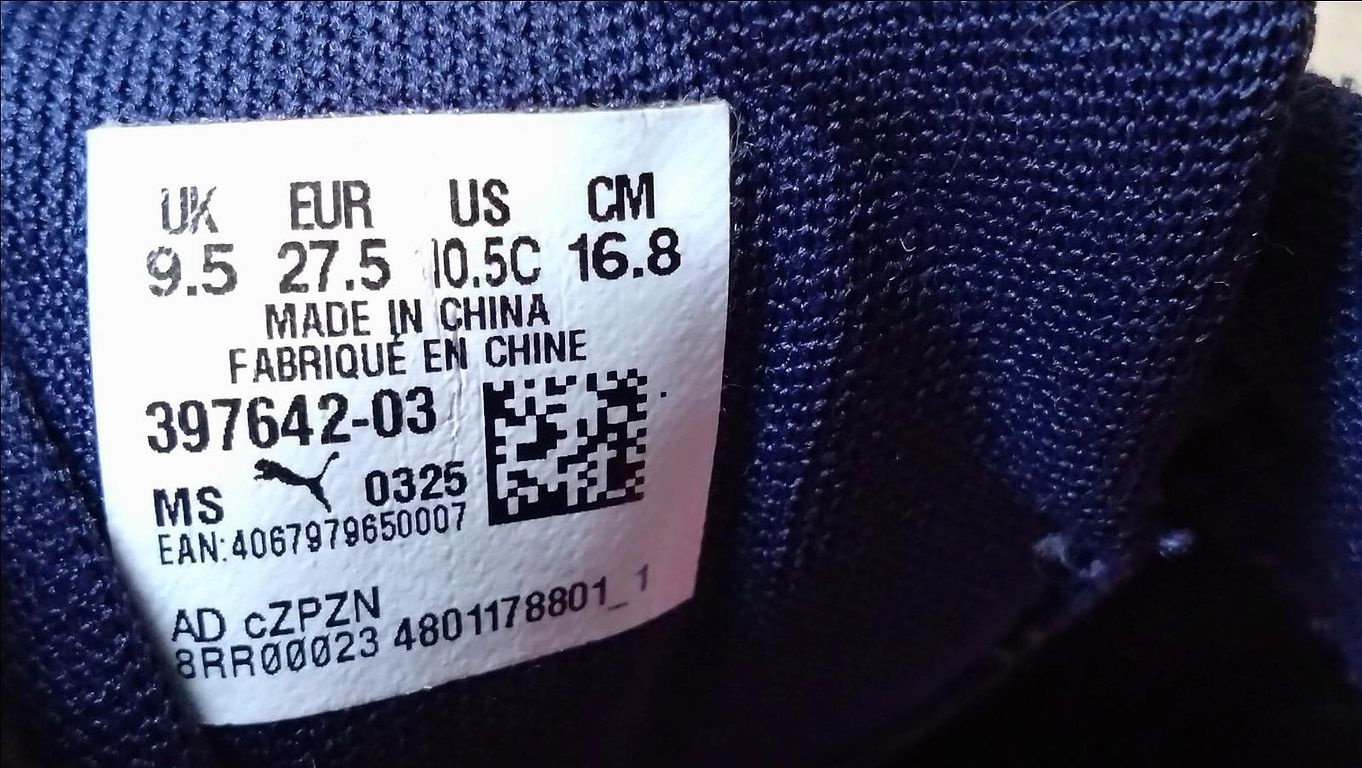 UK EUR US CM
9.5 27.5 10.5C 16.8
MADE IN CHINA
FABRIQUÉ EN CHINE
397642-03
MS 0325
EAN:4067979650007
AD cZPZN
8RR00023 4801178801_1